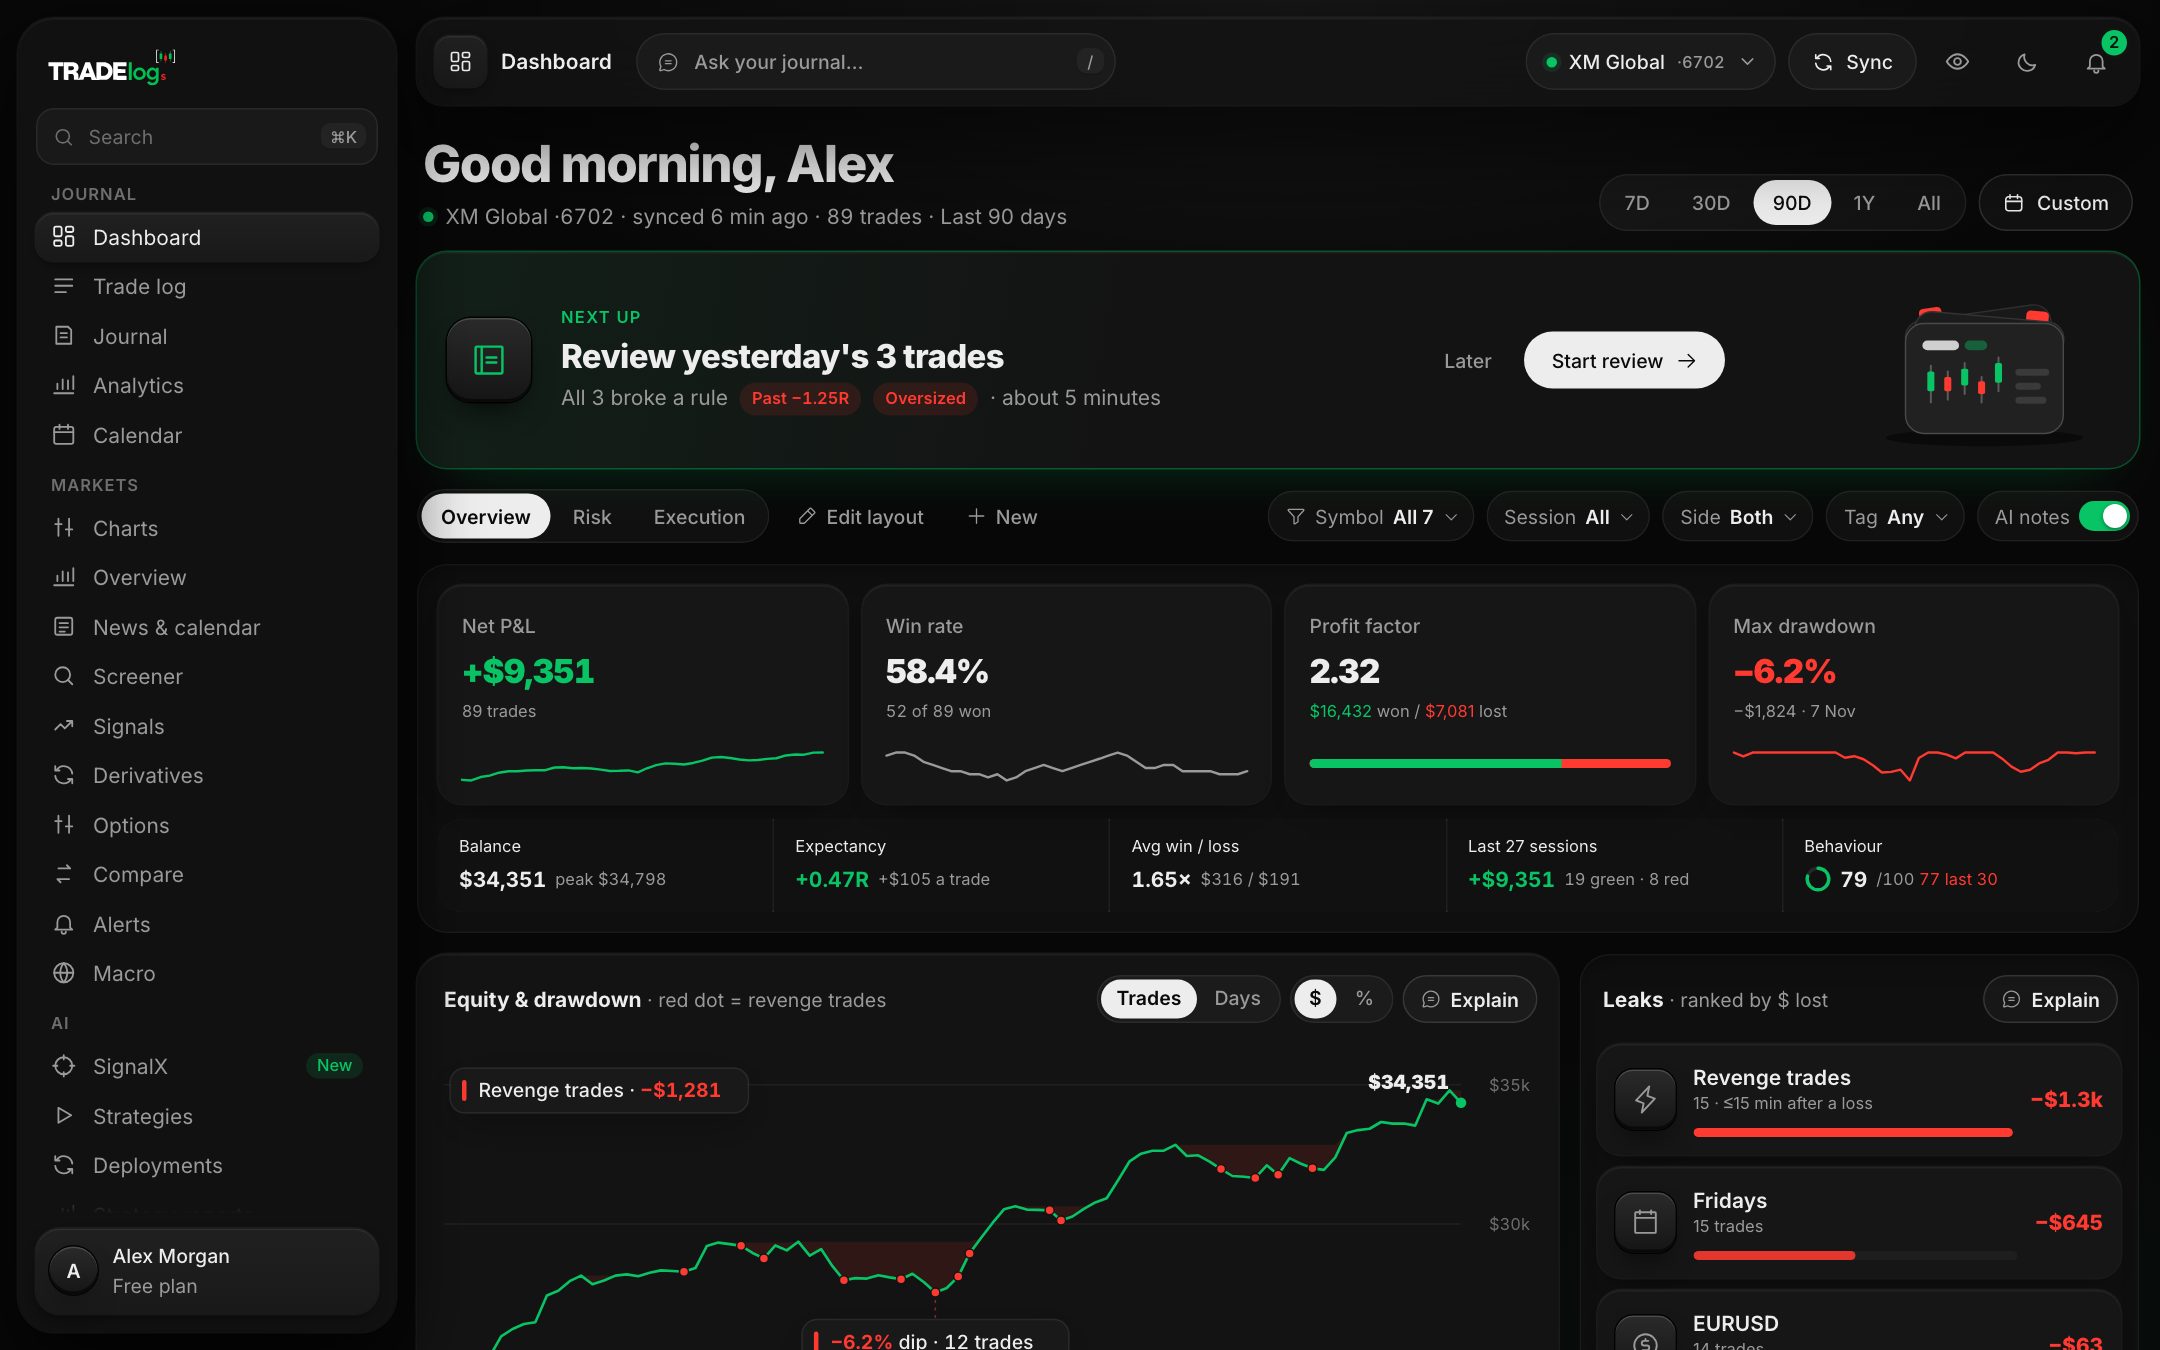 TRADElogs
Search ⌘K
JOURNAL
Dashboard
Trade log
Journal
Analytics
Calendar
MARKETS
Charts
Overview
News & calendar
Screener
Signals
Derivatives
Options
Compare
Alerts
Macro
AI
SignalX New
Strategies
Deployments
A
Alex Morgan
Free plan
Dashboard
Ask your journal... /
XM Global ·6702
Sync
2
Good morning, Alex
XM Global ·6702 · synced 6 min ago · 89 trades · Last 90 days
7D 30D 90D 1Y All
Custom
NEXT UP
Review yesterday's 3 trades
All 3 broke a rule Past −1.25R Oversized · about 5 minutes
Later
Start review →
Overview Risk Execution
Edit layout
+ New
Symbol All 7
Session All
Side Both
Tag Any
AI notes
Net P&L
+$9,351
89 trades
Win rate
58.4%
52 of 89 won
Profit factor
2.32
$16,432 won / $7,081 lost
Max drawdown
−6.2%
−$1,824 · 7 Nov
Balance
$34,351 peak $34,798
Expectancy
+0.47R +$105 a trade
Avg win / loss
1.65× $316 / $191
Last 27 sessions
+$9,351 19 green · 8 red
Behaviour
79 /100 77 last 30
Equity & drawdown · red dot = revenge trades
Trades Days
$ %
Explain
Revenge trades · −$1,281
$34,351
$35k
$30k
−6.2% dip · 12 trades
Leaks · ranked by $ lost
Explain
Revenge trades
15 · ≤15 min after a loss
−$1.3k
Fridays
15 trades
−$645
EURUSD
14 trades
−$63